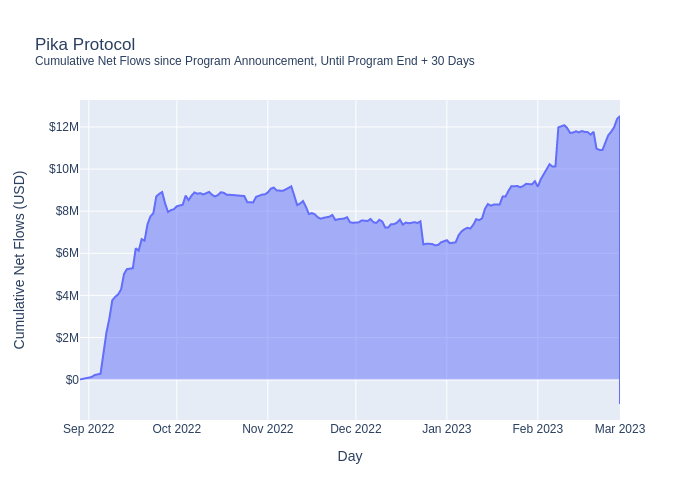 Pika Protocol
Cumulative Net Flows since Program Announcement, Until Program End + 30 Days
Cumulative Net Flows (USD)
$12M
$10M
$8M
$6M
$4M
$2M
$0
Sep 2022
Oct 2022
Nov 2022
Dec 2022
Jan 2023
Feb 2023
Mar 2023
Day